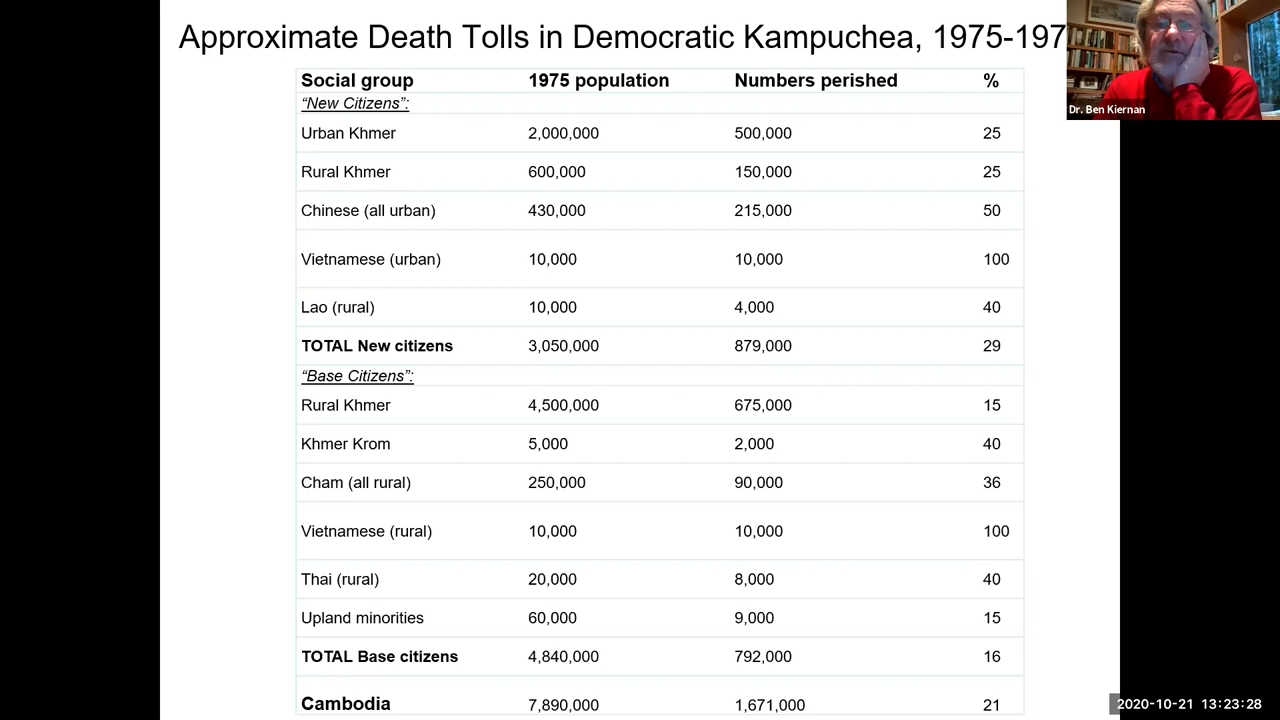 Approximate Death Tolls in Democratic Kampuchea, 1975-197
Dr. Ben Kiernan
Social group 1975 population Numbers perished %
“New Citizens”:
Urban Khmer 2,000,000 500,000 25
Rural Khmer 600,000 150,000 25
Chinese (all urban) 430,000 215,000 50
Vietnamese (urban) 10,000 10,000 100
Lao (rural) 10,000 4,000 40
TOTAL New citizens 3,050,000 879,000 29
“Base Citizens”:
Rural Khmer 4,500,000 675,000 15
Khmer Krom 5,000 2,000 40
Cham (all rural) 250,000 90,000 36
Vietnamese (rural) 10,000 10,000 100
Thai (rural) 20,000 8,000 40
Upland minorities 60,000 9,000 15
TOTAL Base citizens 4,840,000 792,000 16
Cambodia 7,890,000 1,671,000 21
2020-10-21 13:23:28